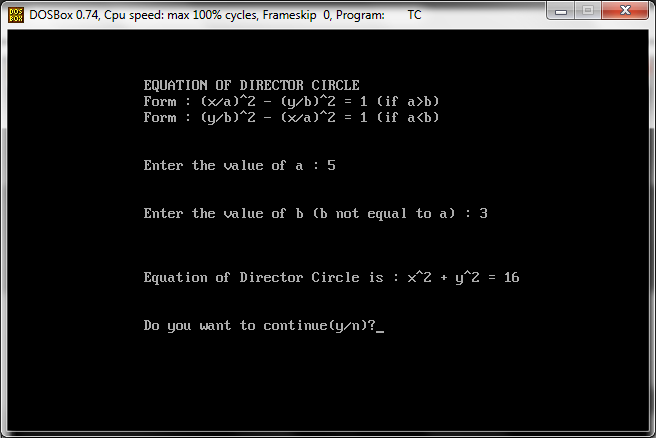 DOSBox 0.74, Cpu speed: max 100% cycles, Frameskip  0, Program:       TC
EQUATION OF DIRECTOR CIRCLE
Form : (x/a)^2 - (y/b)^2 = 1 (if a>b)
Form : (y/b)^2 - (x/a)^2 = 1 (if a<b)
Enter the value of a : 5
Enter the value of b (b not equal to a) : 3
Equation of Director Circle is : x^2 + y^2 = 16
Do you want to continue(y/n)?_